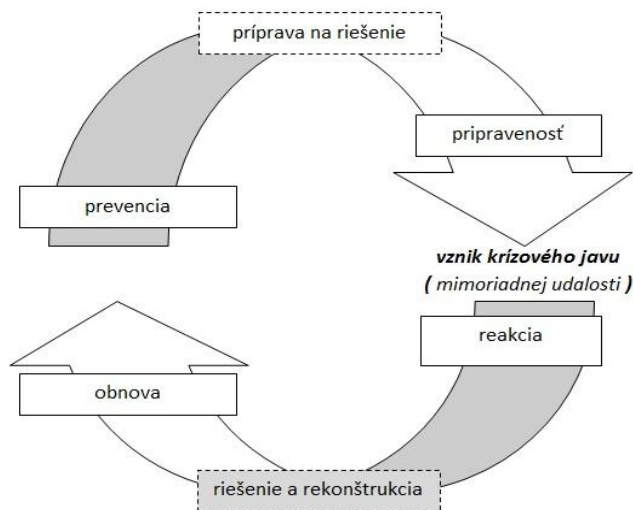 príprava na riešenie
pripravenosť
prevencia
vznik krízového javu
( mimoriadnej udalosti )
reakcia
obnova
riešenie a rekonštrukcia